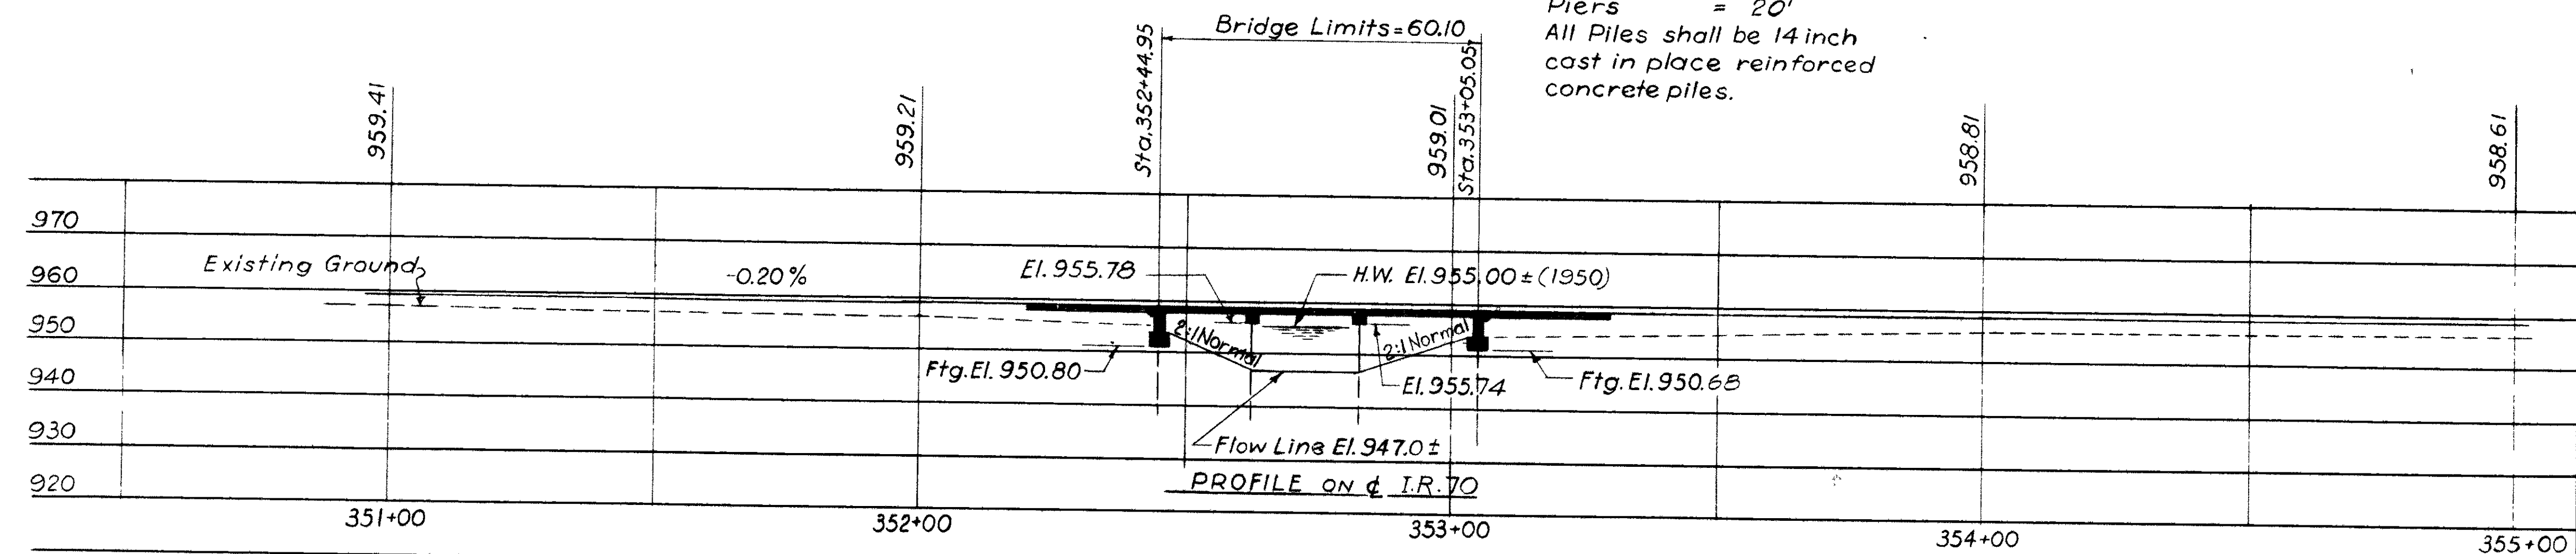 Piers = 20'
All Piles shall be 14 inch
cast in place reinforced
concrete piles.
Bridge Limits=60.10
959.41
959.21
Sta.352+44.95
959.01
Sta.353+05.05
958.81
958.61
970
960
950
940
930
920
Existing Ground
-0.20%
El.955.78
H.W. El.955.00±(1950)
2:1 Normal
2:1 Normal
Ftg.El.950.80
El.955.74
Ftg.El.950.68
Flow Line El.947.0±
PROFILE ON ℄ I.R.70
351+00
352+00
353+00
354+00
355+00